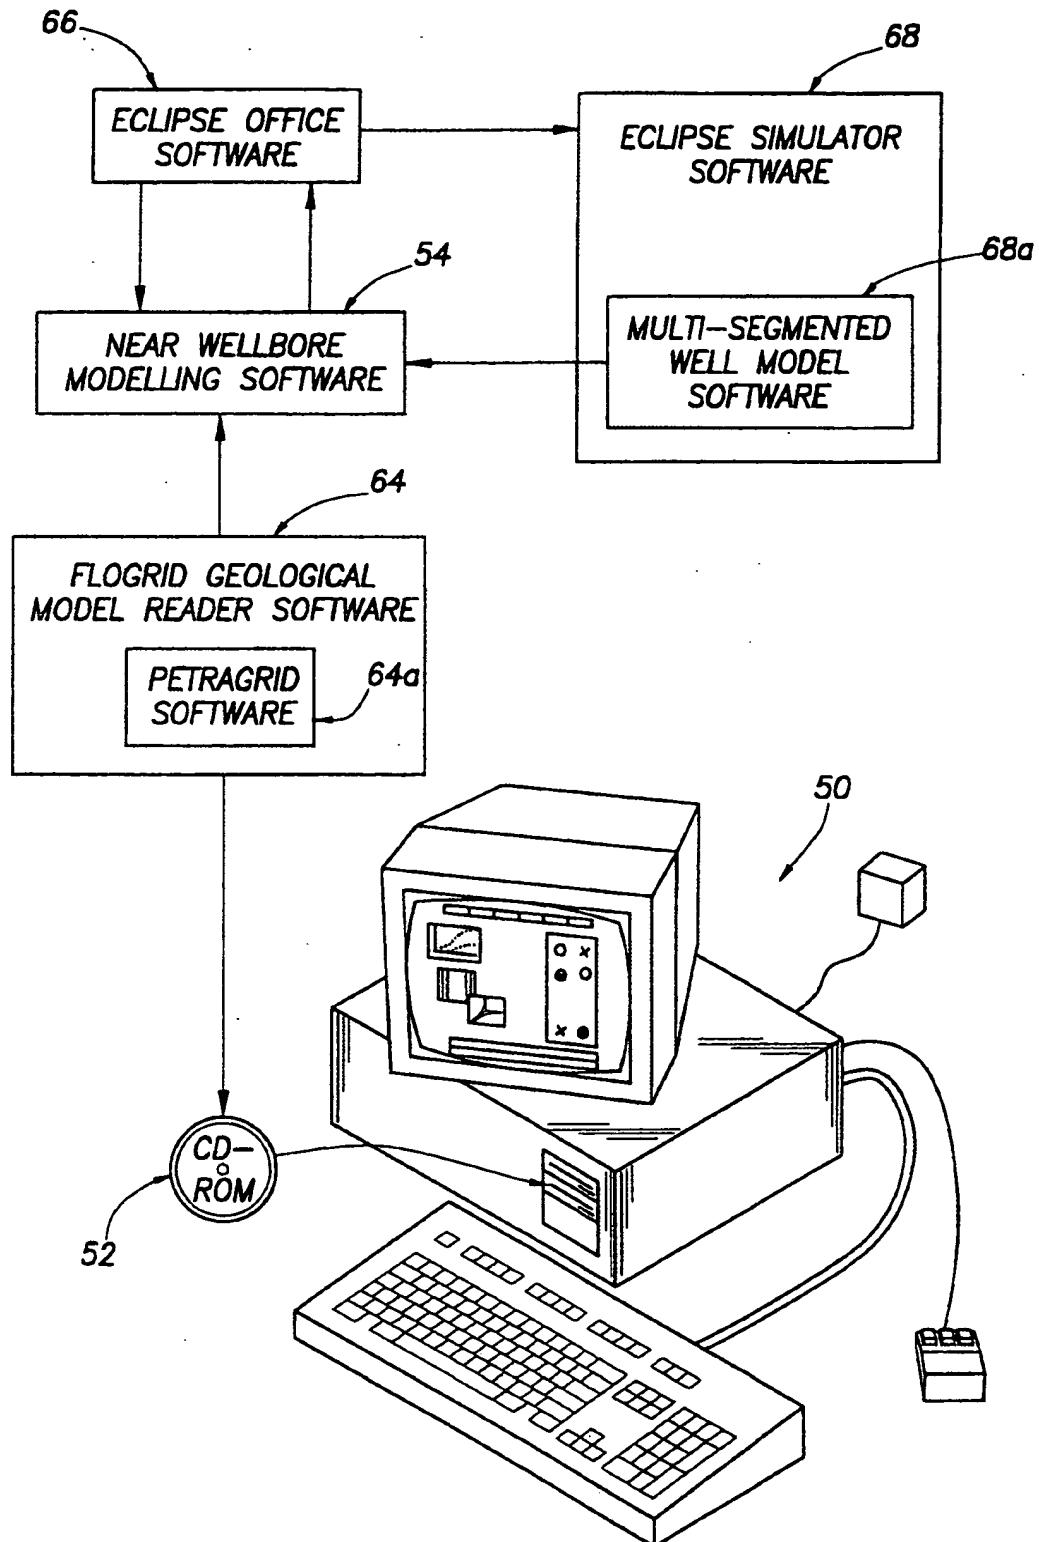 66
68
ECLIPSE OFFICE
SOFTWARE
ECLIPSE SIMULATOR
SOFTWARE
54
68a
NEAR WELLBORE
MODELLING SOFTWARE
MULTI-SEGMENTED
WELL MODEL
SOFTWARE
64
FLOGRID GEOLOGICAL
MODEL READER SOFTWARE
PETRAGRID
SOFTWARE
64a
50
CD-
ROM
52